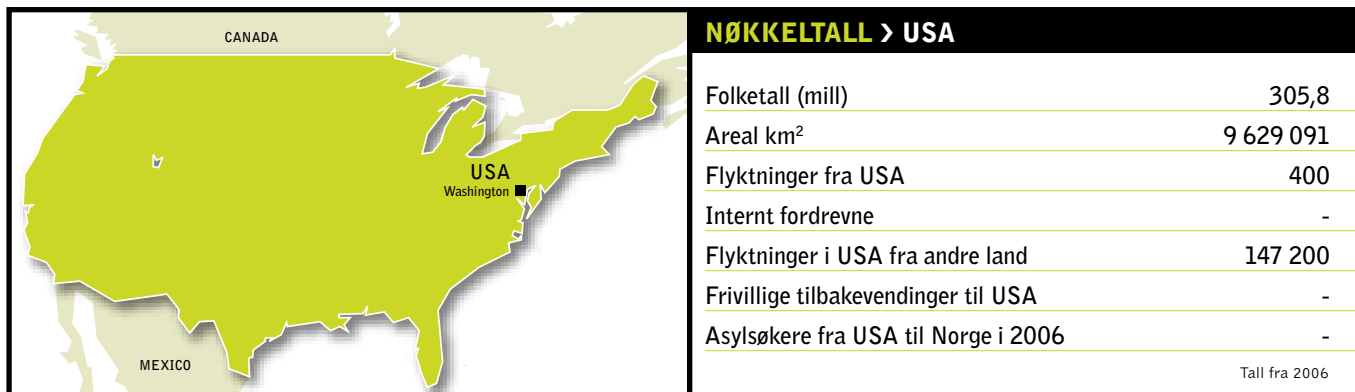 CANADA
USA
Washington
MEXICO
NØKKELTALL > USA
Folketall (mill) 305,8
Areal km² 9 629 091
Flyktninger fra USA 400
Internt fordrevne -
Flyktninger i USA fra andre land 147 200
Frivillige tilbakevendinger til USA -
Asylsøkere fra USA til Norge i 2006 -
Tall fra 2006